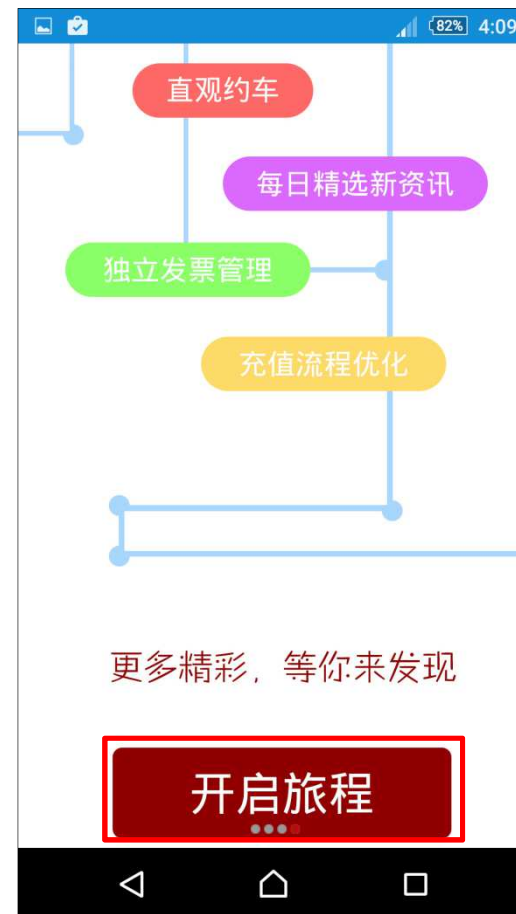 82% 4:09
直观约车
每日精选新资讯
独立发票管理
充值流程优化
更多精彩，等你来发现
开启旅程